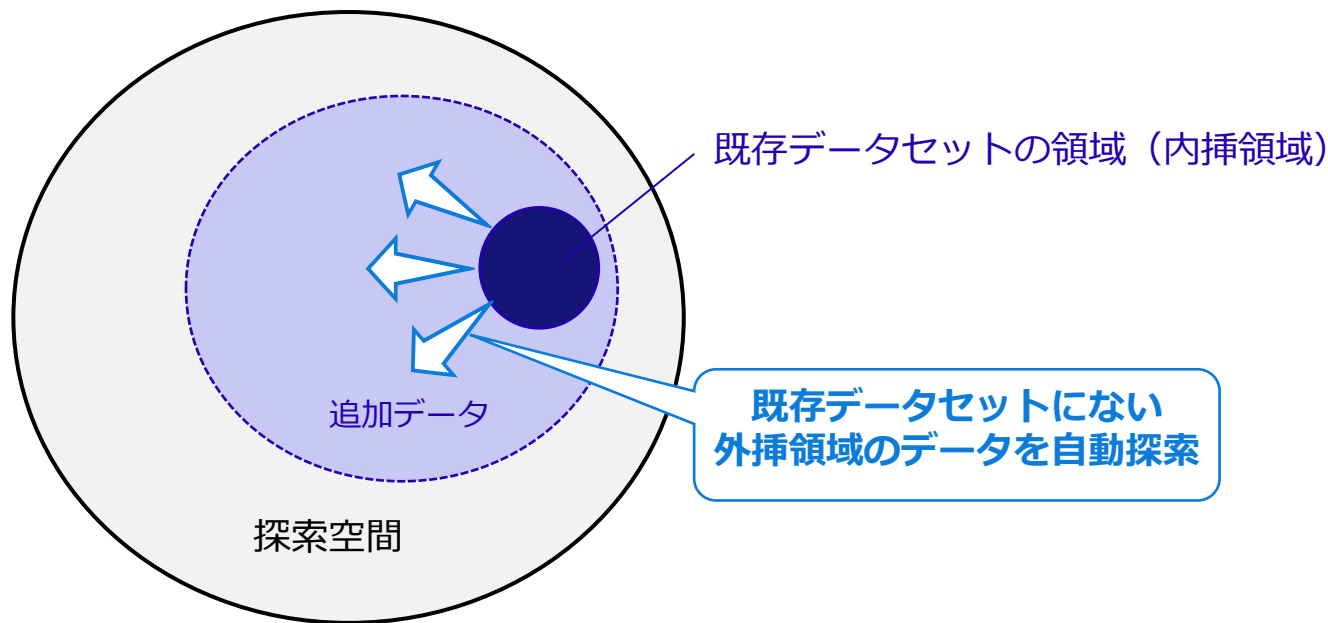 既存データセットの領域（内挿領域）
追加データ
既存データセットにない
外挿領域のデータを自動探索
探索空間